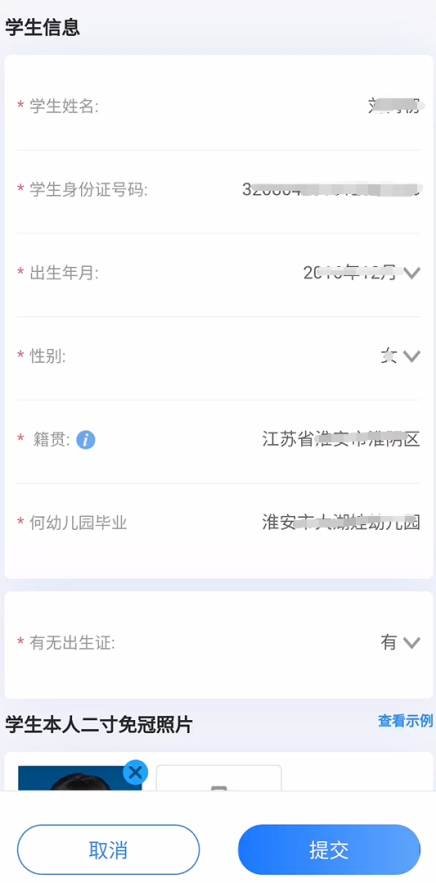 学生信息
* 学生姓名:
* 学生身份证号码:
* 出生年月:
* 性别: 女
* 籍贯: i 江苏省
* 何幼儿园毕业 淮安 幼儿园
* 有无出生证: 有
学生本人二寸免冠照片 查看示例
取消 提交